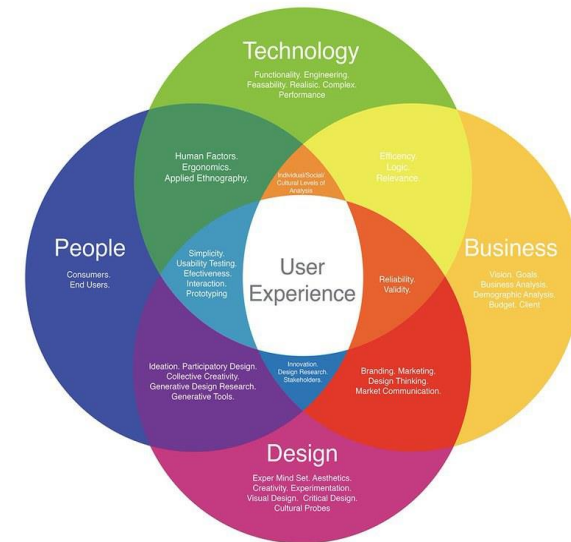 Technology
Functionality. Engineering.
Feasability. Realisic. Complex.
Performance
Human Factors.
Ergonomics.
Applied Ethnography.
Individual/Social/
Cultural Levels of
Analysis
Efficency
Logic.
Relevance.
People
Consumers.
End Users.
Simplicity.
Usability Testing.
Efectiveness.
Interaction.
Prototyping
User
Experience
Reliability.
Validity.
Business
Vision. Goals.
Business Analysis.
Demographic Analysis.
Budget. Client
Ideation. Participatory Design.
Collective Creativity.
Generative Design Research.
Generative Tools.
Innovation.
Design Research.
Stakeholders.
Branding. Marketing.
Design Thinking.
Market Communication.
Design
Exper Mind Set. Aesthetics.
Creativity. Experimentation.
Visual Design. Critical Design.
Cultural Probes